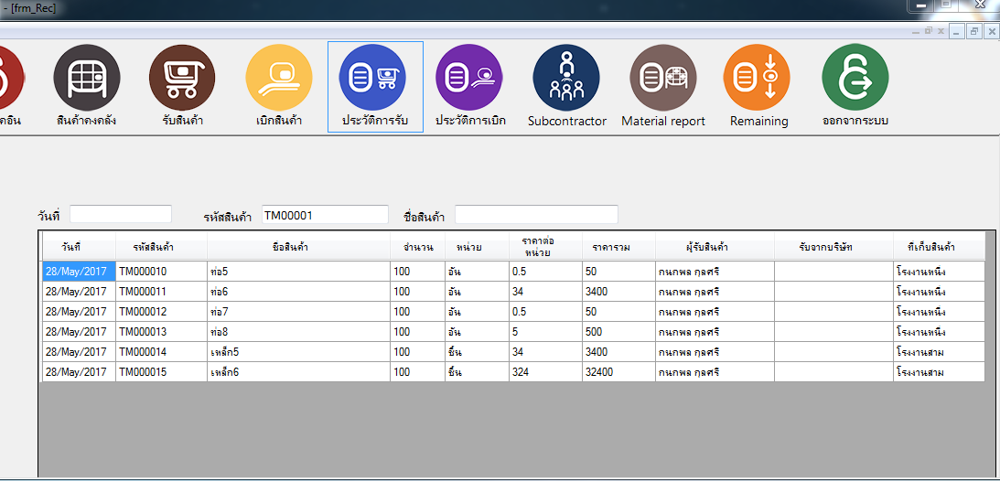 - [frm_Rec]
สินค้าคงคลัง รับสินค้า เบิกสินค้า ประวัติการรับ ประวัติการเบิก Subcontractor Material report Remaining ออกจากระบบ
วันที่ รหัสสินค้า TM00001 ชื่อสินค้า
วันที่ รหัสสินค้า ชื่อสินค้า จำนวน หน่วย ราคาต่อหน่วย ราคารวม ผู้รับสินค้า รับจากบริษัท ที่เก็บสินค้า
28/May/2017 TM000010 ท่อ5 100 อัน 0.5 50 กนกพล กุลศรี โรงงานหนึ่ง
28/May/2017 TM000011 ท่อ6 100 อัน 34 3400 กนกพล กุลศรี โรงงานหนึ่ง
28/May/2017 TM000012 ท่อ7 100 อัน 0.5 50 กนกพล กุลศรี โรงงานหนึ่ง
28/May/2017 TM000013 ท่อ8 100 อัน 5 500 กนกพล กุลศรี โรงงานหนึ่ง
28/May/2017 TM000014 เหล็ก5 100 ชิ้น 34 3400 กนกพล กุลศรี โรงงานสาม
28/May/2017 TM000015 เหล็ก6 100 ชิ้น 324 32400 กนกพล กุลศรี โรงงานสาม